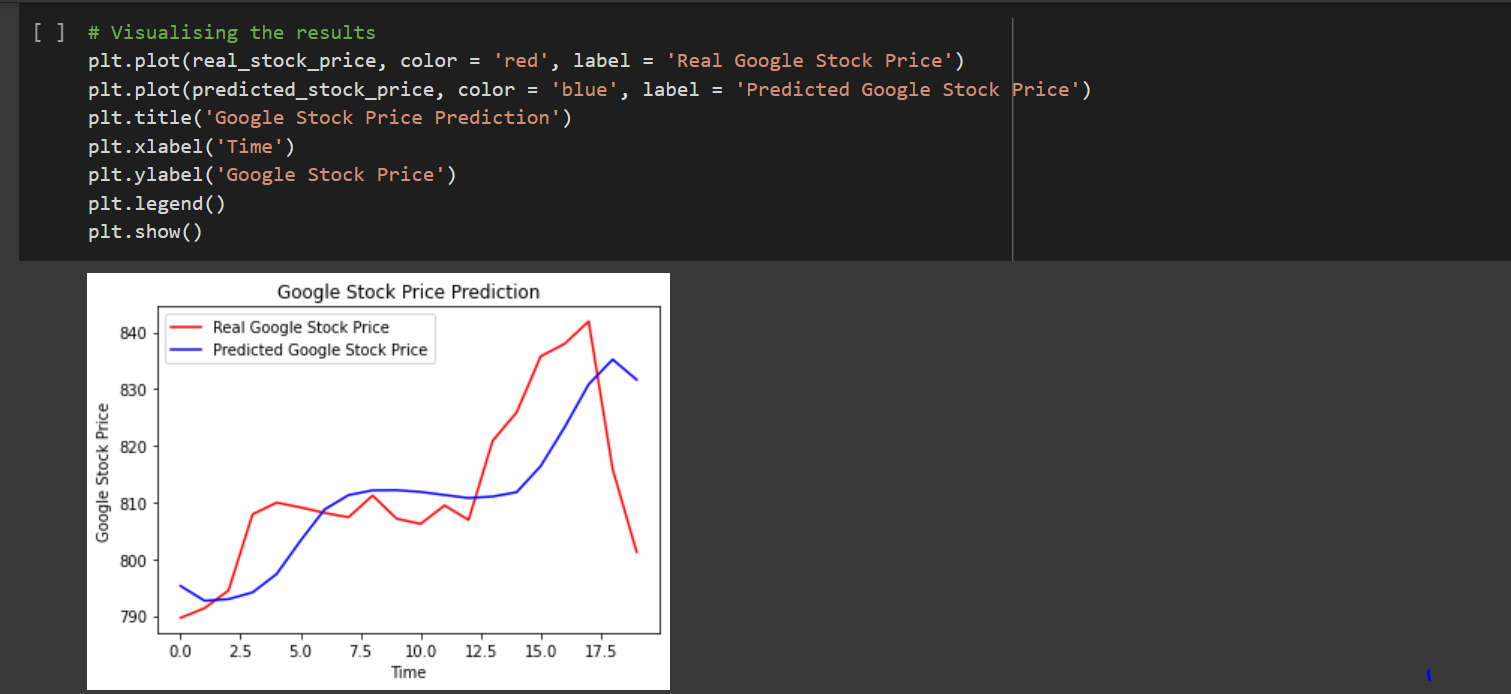 [ ] # Visualising the results
plt.plot(real_stock_price, color = 'red', label = 'Real Google Stock Price')
plt.plot(predicted_stock_price, color = 'blue', label = 'Predicted Google Stock Price')
plt.title('Google Stock Price Prediction')
plt.xlabel('Time')
plt.ylabel('Google Stock Price')
plt.legend()
plt.show()
Google Stock Price Prediction
Real Google Stock Price
Predicted Google Stock Price
840
830
820
810
800
790
Google Stock Price
0.0 2.5 5.0 7.5 10.0 12.5 15.0 17.5
Time